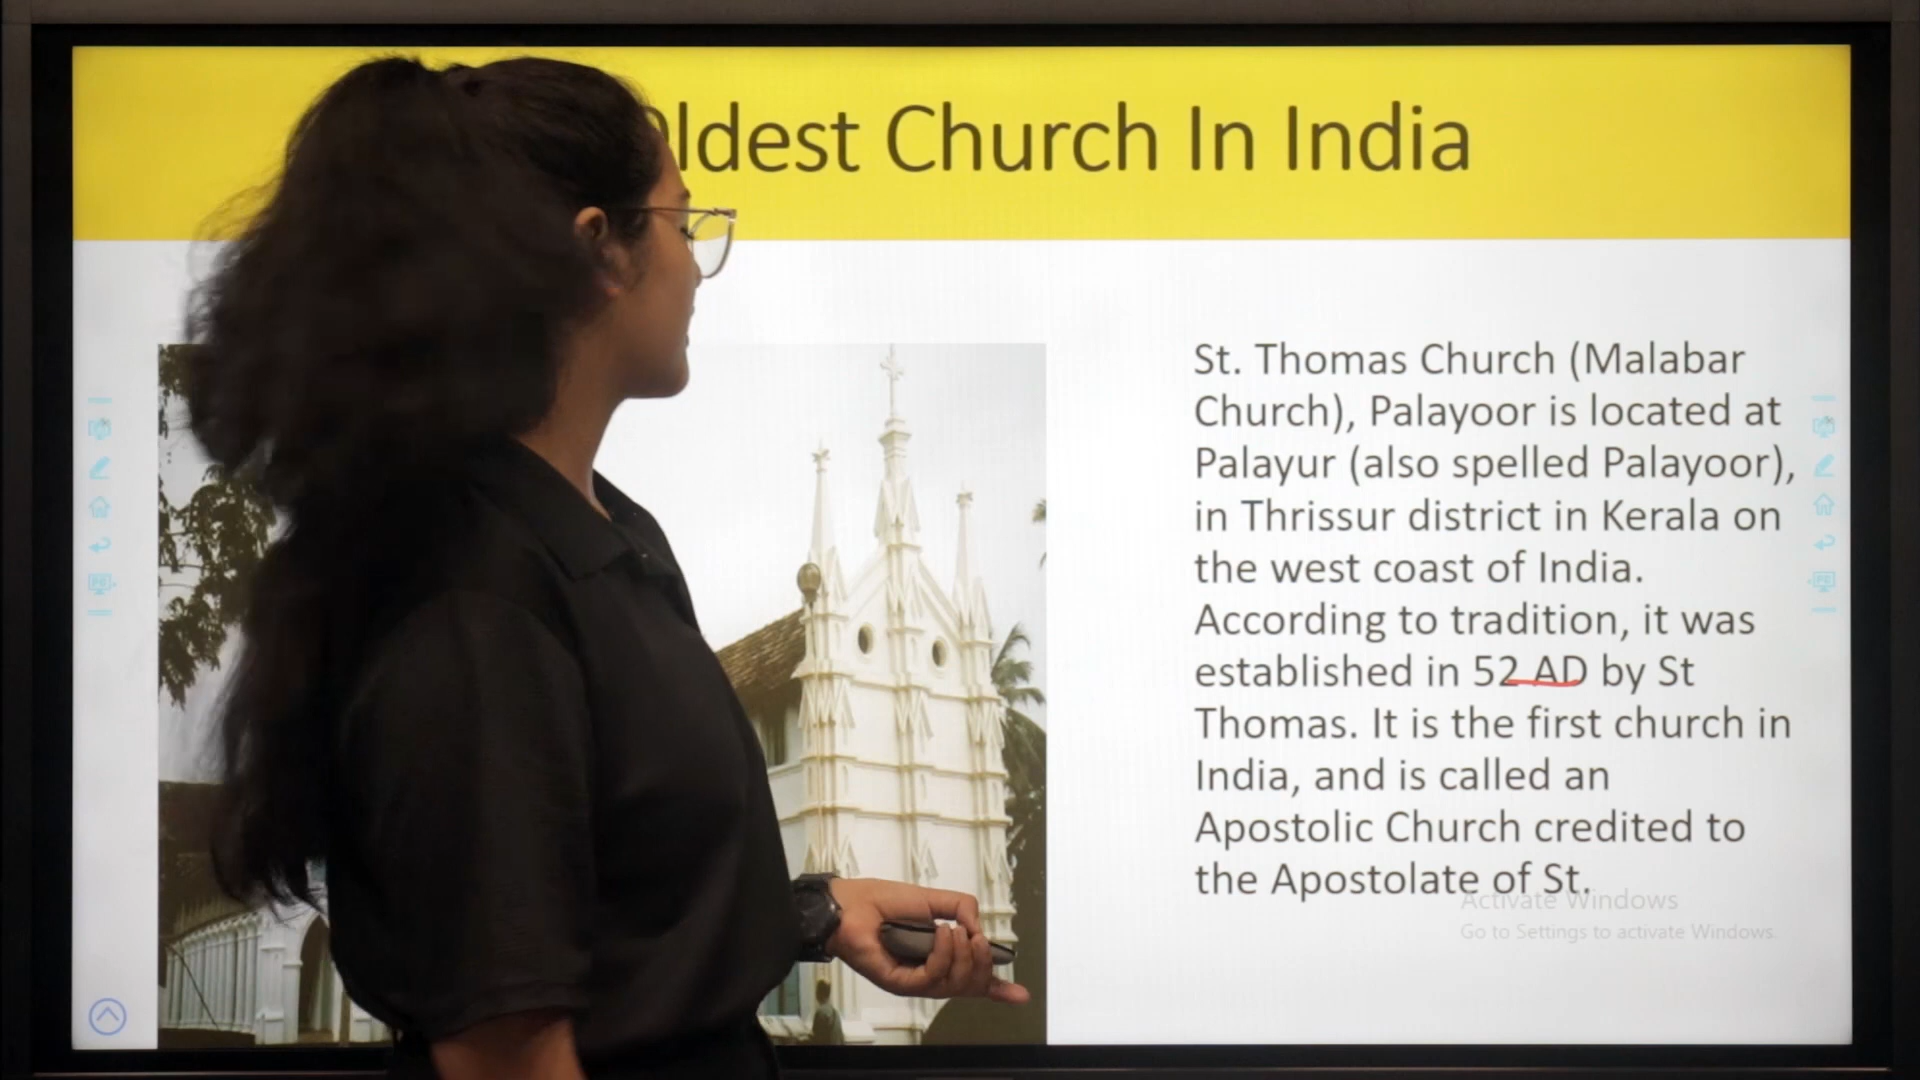 Oldest Church In India
St. Thomas Church (Malabar
Church), Palayoor is located at
Palayur (also spelled Palayoor),
in Thrissur district in Kerala on
the west coast of India.
According to tradition, it was
established in 52 AD by St
Thomas. It is the first church in
India, and is called an
Apostolic Church credited to
the Apostolate of St.
Activate Windows
Go to Settings to activate Windows.